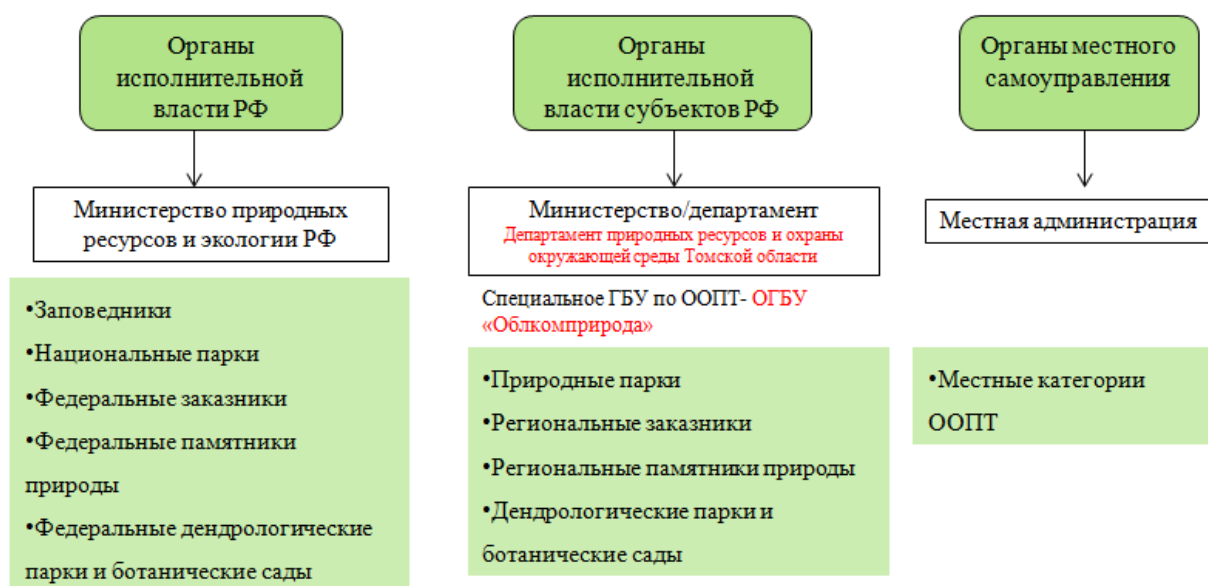 Органы
исполнительной
власти РФ
Министерство природных
ресурсов и экологии РФ
•Заповедники
•Национальные парки
•Федеральные заказники
•Федеральные памятники
природы
•Федеральные дендрологические
парки и ботанические сады
Органы
исполнительной
власти субъектов РФ
Министерство/департамент
Департамент природных ресурсов и охраны
окружающей среды Томской области
Специальное ГБУ по ООПТ- ОГБУ
«Облкомприрода»
•Природные парки
•Региональные заказники
•Региональные памятники природы
•Дендрологические парки и
ботанические сады
Органы местного
самоуправления
Местная администрация
•Местные категории
ООПТ